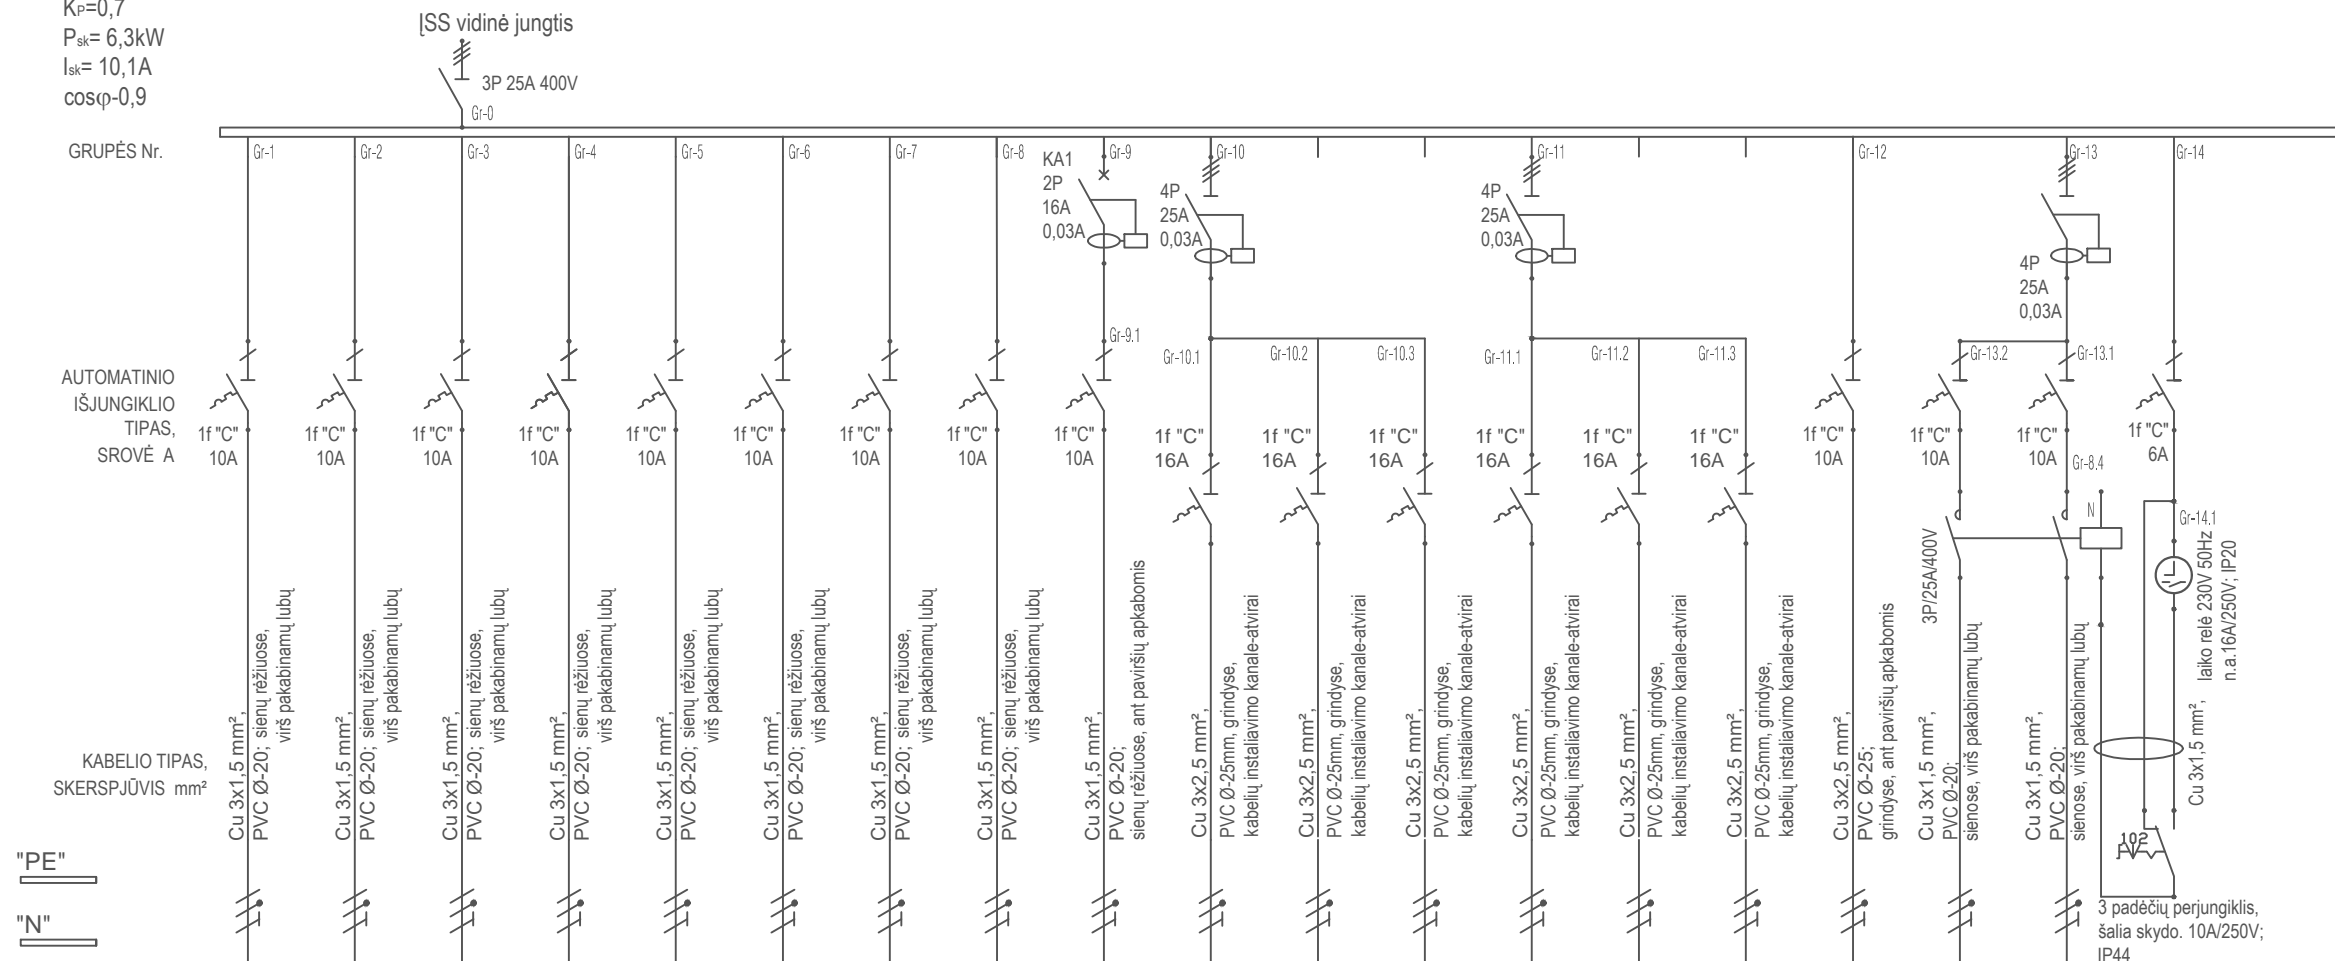 KP=0,7
Psk= 6,3kW
Isk= 10,1A
cosφ-0,9
ĮSS vidinė jungtis
3P 25A 400V
Gr-0
GRUPĖS Nr.
Gr-1
Gr-2
Gr-3
Gr-4
Gr-5
Gr-6
Gr-7
Gr-8
Gr-9
Gr-10
Gr-11
Gr-12
Gr-13
Gr-14
KA1
2P
16A
0,03A
4P
25A
0,03A
4P
25A
0,03A
4P
25A
0,03A
Gr-9.1
Gr-10.1
Gr-10.2
Gr-10.3
Gr-11.1
Gr-11.2
Gr-11.3
Gr-13.2
Gr-13.1
AUTOMATINIO
IŠJUNGIKLIO
TIPAS,
SROVĖ A
1f "C"
10A
1f "C"
10A
1f "C"
10A
1f "C"
10A
1f "C"
10A
1f "C"
10A
1f "C"
10A
1f "C"
10A
1f "C"
10A
1f "C"
16A
1f "C"
16A
1f "C"
16A
1f "C"
16A
1f "C"
16A
1f "C"
16A
1f "C"
10A
1f "C"
10A
1f "C"
10A
1f "C"
6A
Gr-8.4
N
Gr-14.1
3P/25A/400V
laiko relė 230V 50Hz
n.a.16A/250V; IP20
KABELIO TIPAS,
SKERSPJŪVIS mm²
Cu 3x1,5 mm²,
PVC Ø-20; sienų rėžiuose,
virš pakabinamų lubų
Cu 3x1,5 mm²,
PVC Ø-20; sienų rėžiuose,
virš pakabinamų lubų
Cu 3x1,5 mm²,
PVC Ø-20; sienų rėžiuose,
virš pakabinamų lubų
Cu 3x1,5 mm²,
PVC Ø-20; sienų rėžiuose,
virš pakabinamų lubų
Cu 3x1,5 mm²,
PVC Ø-20; sienų rėžiuose,
virš pakabinamų lubų
Cu 3x1,5 mm²,
PVC Ø-20; sienų rėžiuose,
virš pakabinamų lubų
Cu 3x1,5 mm²,
PVC Ø-20; sienų rėžiuose,
virš pakabinamų lubų
Cu 3x1,5 mm²,
PVC Ø-20; sienų rėžiuose,
virš pakabinamų lubų
Cu 3x1,5 mm²,
PVC Ø-20;
sienų rėžiuose, ant paviršių apkabomis
Cu 3x2,5 mm²,
PVC Ø-25mm, grindyse,
kabelių instaliavimo kanale-atvirai
Cu 3x2,5 mm²,
PVC Ø-25mm, grindyse,
kabelių instaliavimo kanale-atvirai
Cu 3x2,5 mm²,
PVC Ø-25mm, grindyse,
kabelių instaliavimo kanale-atvirai
Cu 3x2,5 mm²,
PVC Ø-25mm, grindyse,
kabelių instaliavimo kanale-atvirai
Cu 3x2,5 mm²,
PVC Ø-25mm, grindyse,
kabelių instaliavimo kanale-atvirai
Cu 3x2,5 mm²,
PVC Ø-25mm, grindyse,
kabelių instaliavimo kanale-atvirai
Cu 3x2,5 mm²,
PVC Ø-25;
grindyse, ant paviršių apkabomis
Cu 3x1,5 mm²,
PVC Ø-20;
sienose, virš pakabinamų lubų
Cu 3x1,5 mm²,
PVC Ø-20;
sienose, virš pakabinamų lubų
Cu 3x1,5 mm²,
102
"PE"
"N"
3 padėčių perjungiklis,
šalia skydo. 10A/250V;
IP44